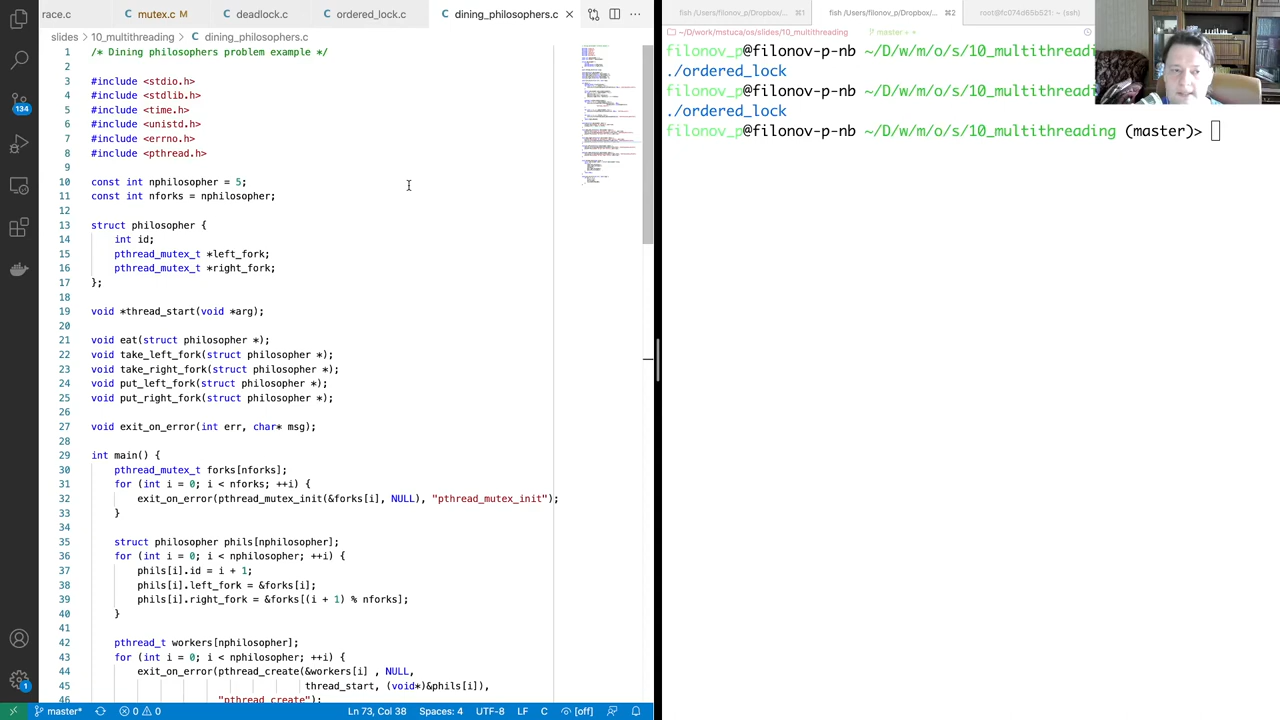 race.c
mutex.c M
deadlock.c
ordered_lock.c
dining_philosophers.c
slides > 10_multithreading > dining_philosophers.c
1 /* Dining philosophers problem example */
2
3 #include <stdio.h>
4 #include <stdlib.h>
5 #include <time.h>
6 #include <unistd.h>
7 #include <errno.h>
8 #include <pthread.h>
9
10 const int nphilosopher = 5;
11 const int nforks = nphilosopher;
12
13 struct philosopher {
14 int id;
15 pthread_mutex_t *left_fork;
16 pthread_mutex_t *right_fork;
17 };
18
19 void *thread_start(void *arg);
20
21 void eat(struct philosopher *);
22 void take_left_fork(struct philosopher *);
23 void take_right_fork(struct philosopher *);
24 void put_left_fork(struct philosopher *);
25 void put_right_fork(struct philosopher *);
26
27 void exit_on_error(int err, char* msg);
28
29 int main() {
30 pthread_mutex_t forks[nforks];
31 for (int i = 0; i < nforks; ++i) {
32 exit_on_error(pthread_mutex_init(&forks[i], NULL), "pthread_mutex_init");
33 }
34
35 struct philosopher phils[nphilosopher];
36 for (int i = 0; i < nphilosopher; ++i) {
37 phils[i].id = i + 1;
38 phils[i].left_fork = &forks[i];
39 phils[i].right_fork = &forks[(i + 1) % nforks];
40 }
41
42 pthread_t workers[nphilosopher];
43 for (int i = 0; i < nphilosopher; ++i) {
44 exit_on_error(pthread_create(&workers[i] , NULL,
45 thread_start, (void*)&phils[i]),
46 "pthread_create");
134
1
master* 0 0
Ln 73, Col 38 Spaces: 4 UTF-8 LF C [off]
fish /Users/filonov_p/Dropbox/... ⌘1
fish /Users/filonov_p/Dropbox/... ⌘2
root@fc074d65b521: ~ (ssh)
~/D/work/mstuca/os/slides/10_multithreading
master
filonov_p@filonov-p-nb ~/D/w/m/o/s/10_multithreadi
./ordered_lock
filonov_p@filonov-p-nb ~/D/w/m/o/s/10_multithreadi
./ordered_lock
filonov_p@filonov-p-nb ~/D/w/m/o/s/10_multithreading (master)>